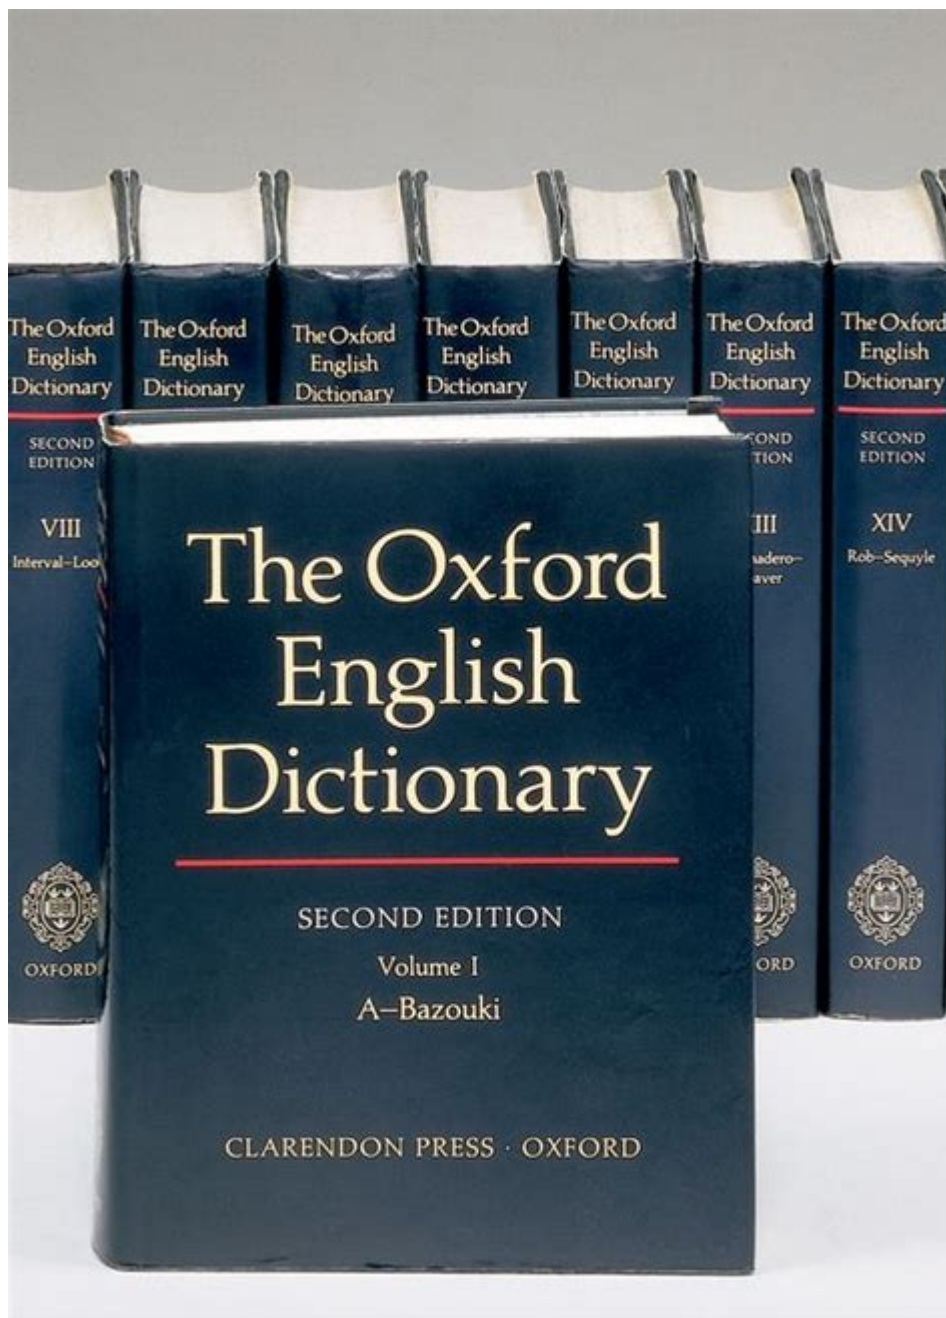 The Oxford
English
Dictionary
SECOND
EDITION
VIII
OXFORD
The Oxford
English
Dictionary
The Oxford
English
Dictionary
The Oxford
English
Dictionary
The Oxford
English
Dictionary
The Oxford
English
Dictionary
The Oxford
English
Dictionary
SECOND
EDITION
XIV
Rob–Sequyle
OXFORD
The Oxford
English
Dictionary
SECOND EDITION
Volume I
A–Bazouki
CLARENDON PRESS · OXFORD